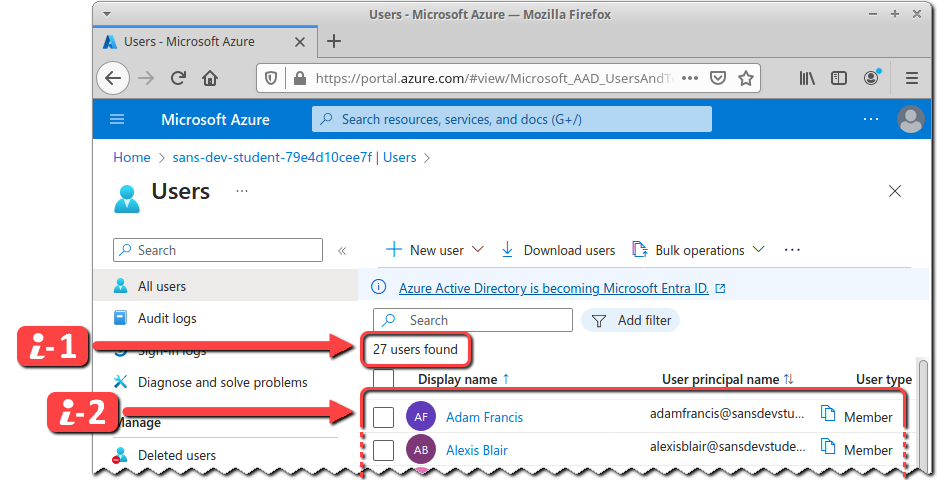 Users - Microsoft Azure — Mozilla Firefox
Users - Microsoft Azure
https://portal.azure.com/#view/Microsoft_AAD_UsersAndTe
Microsoft Azure
Search resources, services, and docs (G+/)
Home > sans-dev-student-79e4d10cee7f | Users >
Users
Search
New user
Download users
Bulk operations
All users
Azure Active Directory is becoming Microsoft Entra ID.
Audit logs
Search
Add filter
i-1
Sign-in logs
27 users found
Diagnose and solve problems
Display name ↑
User principal name ↑↓
User type
i-2
Manage
AF
Adam Francis
adamfrancis@sansdevstu...
Member
Deleted users
AB
Alexis Blair
alexisblair@sansdevstude...
Member